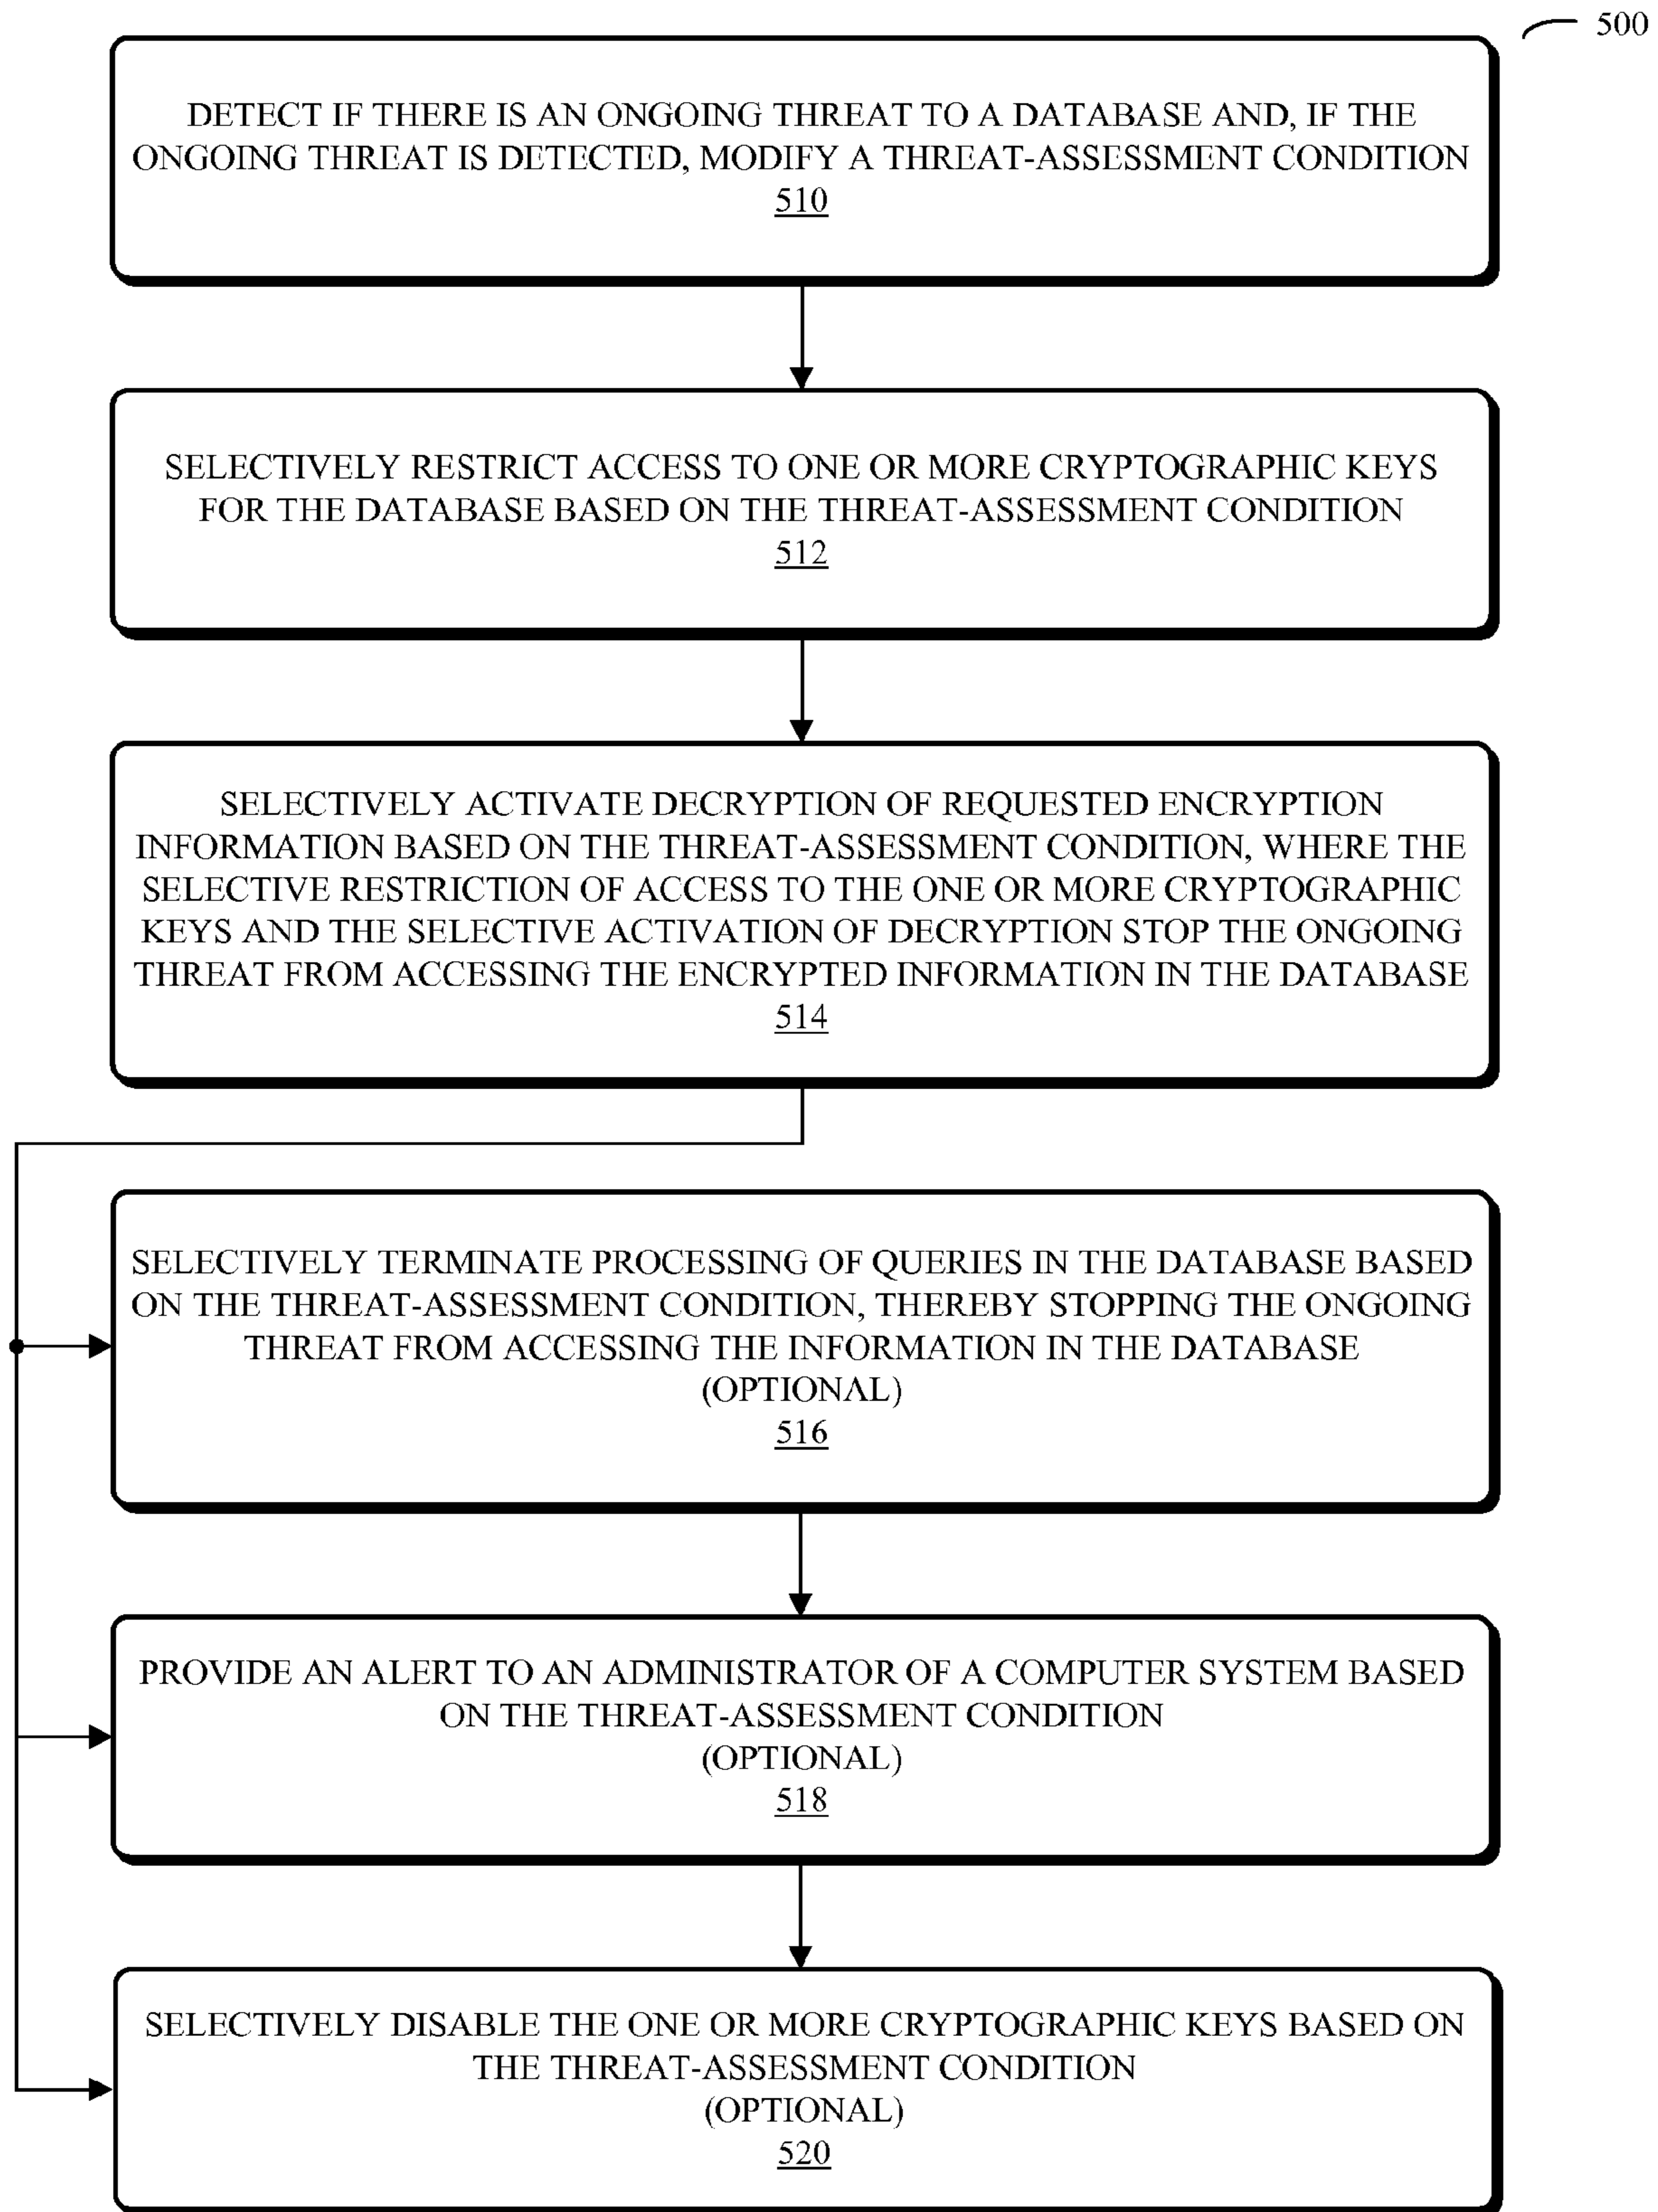 500
DETECT IF THERE IS AN ONGOING THREAT TO A DATABASE AND, IF THE
ONGOING THREAT IS DETECTED, MODIFY A THREAT-ASSESSMENT CONDITION
510
SELECTIVELY RESTRICT ACCESS TO ONE OR MORE CRYPTOGRAPHIC KEYS
FOR THE DATABASE BASED ON THE THREAT-ASSESSMENT CONDITION
512
SELECTIVELY ACTIVATE DECRYPTION OF REQUESTED ENCRYPTION
INFORMATION BASED ON THE THREAT-ASSESSMENT CONDITION, WHERE THE
SELECTIVE RESTRICTION OF ACCESS TO THE ONE OR MORE CRYPTOGRAPHIC
KEYS AND THE SELECTIVE ACTIVATION OF DECRYPTION STOP THE ONGOING
THREAT FROM ACCESSING THE ENCRYPTED INFORMATION IN THE DATABASE
514
SELECTIVELY TERMINATE PROCESSING OF QUERIES IN THE DATABASE BASED
ON THE THREAT-ASSESSMENT CONDITION, THEREBY STOPPING THE ONGOING
THREAT FROM ACCESSING THE INFORMATION IN THE DATABASE
(OPTIONAL)
516
PROVIDE AN ALERT TO AN ADMINISTRATOR OF A COMPUTER SYSTEM BASED
ON THE THREAT-ASSESSMENT CONDITION
(OPTIONAL)
518
SELECTIVELY DISABLE THE ONE OR MORE CRYPTOGRAPHIC KEYS BASED ON
THE THREAT-ASSESSMENT CONDITION
(OPTIONAL)
520